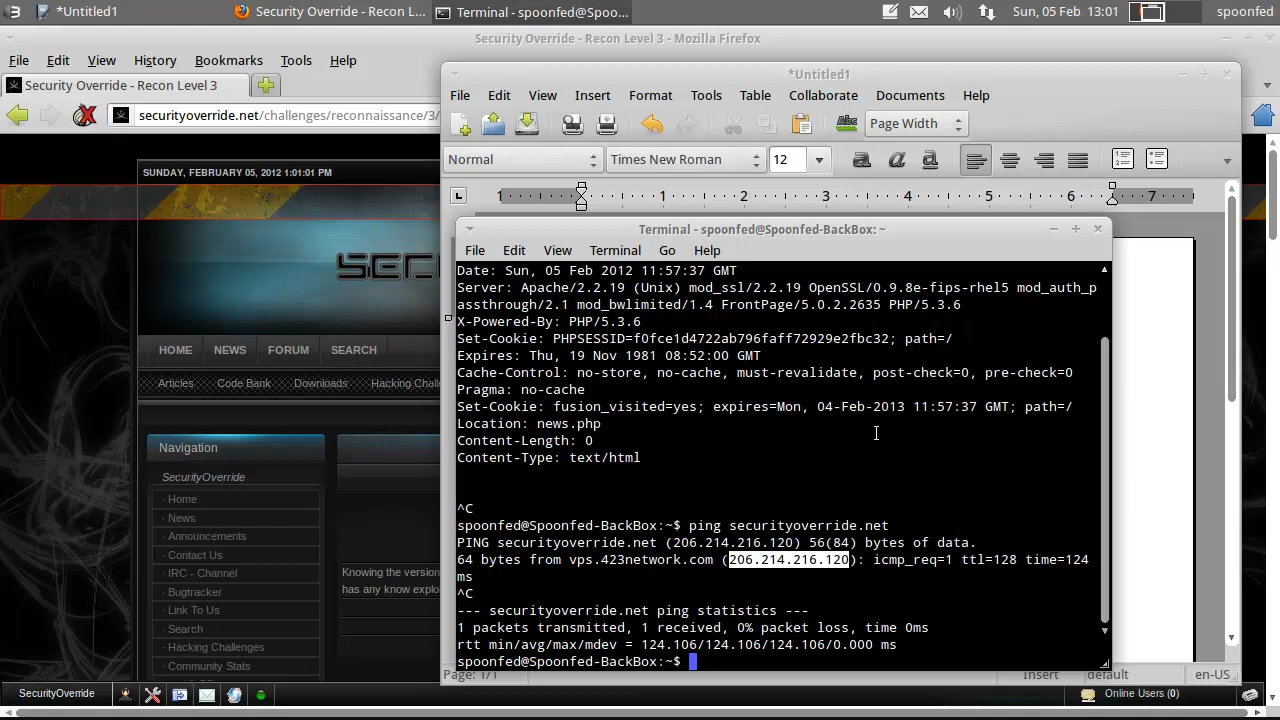 *Untitled1
Security Override - Recon L...
Terminal - spoonfed@Spoo...
Sun, 05 Feb 13:01
spoonfed
Security Override - Recon Level 3 - Mozilla Firefox
File Edit View History Bookmarks Tools Help
Security Override - Recon Level 3
securityoverride.net/challenges/reconnaissance/3/
*Untitled1
File Edit View Insert Format Tools Table Collaborate Documents Help
Page Width
Normal
Times New Roman
12
1 1 2 3 4 5 6 7
SUNDAY, FEBRUARY 05, 2012 1:01:01 PM
HOME NEWS FORUM SEARCH
Articles Code Bank Downloads Hacking Chall
Navigation
SecurityOverride
· Home
· News
· Announcements
· Contact Us
· IRC - Channel
· Bugtracker
· Link To Us
· Search
· Hacking Challenges
· Community Stats
Knowing the version
has any know explo
Terminal - spoonfed@Spoonfed-BackBox: ~
File Edit View Terminal Go Help
Date: Sun, 05 Feb 2012 11:57:37 GMT
Server: Apache/2.2.19 (Unix) mod_ssl/2.2.19 OpenSSL/0.9.8e-fips-rhel5 mod_auth_p
assthrough/2.1 mod_bwlimited/1.4 FrontPage/5.0.2.2635 PHP/5.3.6
X-Powered-By: PHP/5.3.6
Set-Cookie: PHPSESSID=f0fce1d4722ab796faff72929e2fbc32; path=/
Expires: Thu, 19 Nov 1981 08:52:00 GMT
Cache-Control: no-store, no-cache, must-revalidate, post-check=0, pre-check=0
Pragma: no-cache
Set-Cookie: fusion_visited=yes; expires=Mon, 04-Feb-2013 11:57:37 GMT; path=/
Location: news.php
Content-Length: 0
Content-Type: text/html
^C
spoonfed@Spoonfed-BackBox:~$ ping securityoverride.net
PING securityoverride.net (206.214.216.120) 56(84) bytes of data.
64 bytes from vps.423network.com (206.214.216.120): icmp_req=1 ttl=128 time=124
ms
^C
--- securityoverride.net ping statistics ---
1 packets transmitted, 1 received, 0% packet loss, time 0ms
rtt min/avg/max/mdev = 124.106/124.106/124.106/0.000 ms
spoonfed@Spoonfed-BackBox:~$
Page: 1/1
Insert
default
en-US
SecurityOverride
Online Users (0)